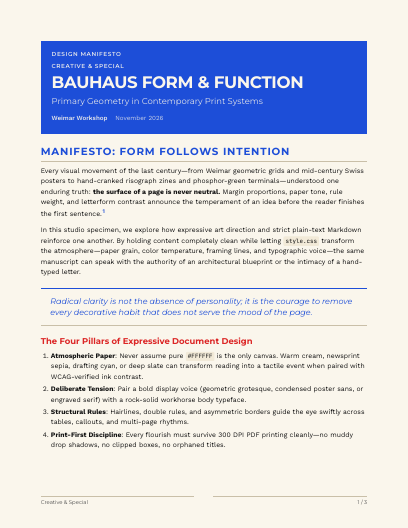 DESIGN MANIFESTO
CREATIVE & SPECIAL
BAUHAUS FORM & FUNCTION
Primary Geometry in Contemporary Print Systems
Weimar Workshop November 2026
MANIFESTO: FORM FOLLOWS INTENTION
Every visual movement of the last century—from Weimar geometric grids and mid-century Swiss
posters to hand-cranked risograph zines and phosphor-green terminals—understood one
enduring truth: the surface of a page is never neutral. Margin proportions, paper tone, rule
weight, and letterform contrast announce the temperament of an idea before the reader finishes
the first sentence.¹
In this studio specimen, we explore how expressive art direction and strict plain-text Markdown
reinforce one another. By holding content completely clean while letting style.css transform
the atmosphere—paper grain, color temperature, framing lines, and typographic voice—the same
manuscript can speak with the authority of an architectural blueprint or the intimacy of a hand-
typed letter.
Radical clarity is not the absence of personality; it is the courage to remove
every decorative habit that does not serve the mood of the page.
The Four Pillars of Expressive Document Design
1. Atmospheric Paper: Never assume pure #FFFFFF is the only canvas. Warm cream, newsprint
sepia, drafting cyan, or deep slate can transform reading into a tactile event when paired with
WCAG-verified ink contrast.
2. Deliberate Tension: Pair a bold display voice (geometric grotesque, condensed poster sans, or
engraved serif) with a rock-solid workhorse body typeface.
3. Structural Rules: Hairlines, double rules, and asymmetric borders guide the eye swiftly across
tables, callouts, and multi-page rhythms.
4. Print-First Discipline: Every flourish must survive 300 DPI PDF printing cleanly—no muddy
drop shadows, no clipped boxes, no orphaned titles.
Creative & Special
1 / 3